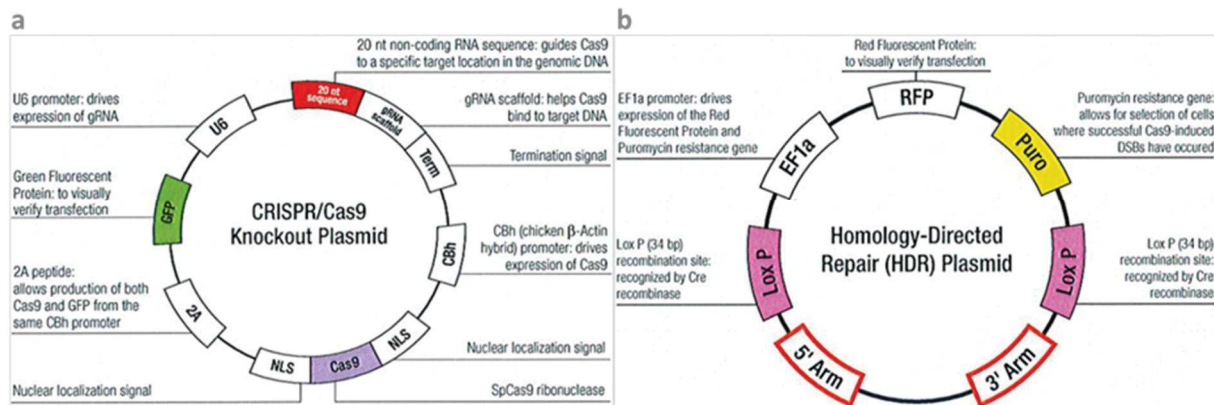 a
20 nt non-coding RNA sequence: guides Cas9
to a specific target location in the genomic DNA
U6 promoter: drives
expression of gRNA
gRNA scaffold: helps Cas9
bind to target DNA
Termination signal
Green Fluorescent
Protein: to visually
verify transfection
CBh (chicken β-Actin
hybrid) promoter: drives
expression of Cas9
2A peptide:
allows production of both
Cas9 and GFP from the
same CBh promoter
Nuclear localization signal
Nuclear localization signal
SpCas9 ribonuclease
U6
20 nt
sequence
gRNA
scaffold
Term
CBh
NLS
Cas9
NLS
2A
GFP
CRISPR/Cas9
Knockout Plasmid
b
Red Fluorescent Protein:
to visually verify transfection
EF1a promoter: drives
expression of the Red
Fluorescent Protein and
Puromycin resistance gene
Puromycin resistance gene:
allows for selection of cells
where successful Cas9-induced
DSBs have occured
Lox P (34 bp)
recombination site:
recognized by Cre
recombinase
Lox P (34 bp)
recombination site:
recognized by Cre
recombinase
RFP
EF1a
Puro
Lox P
Lox P
5' Arm
3' Arm
Homology-Directed
Repair (HDR) Plasmid